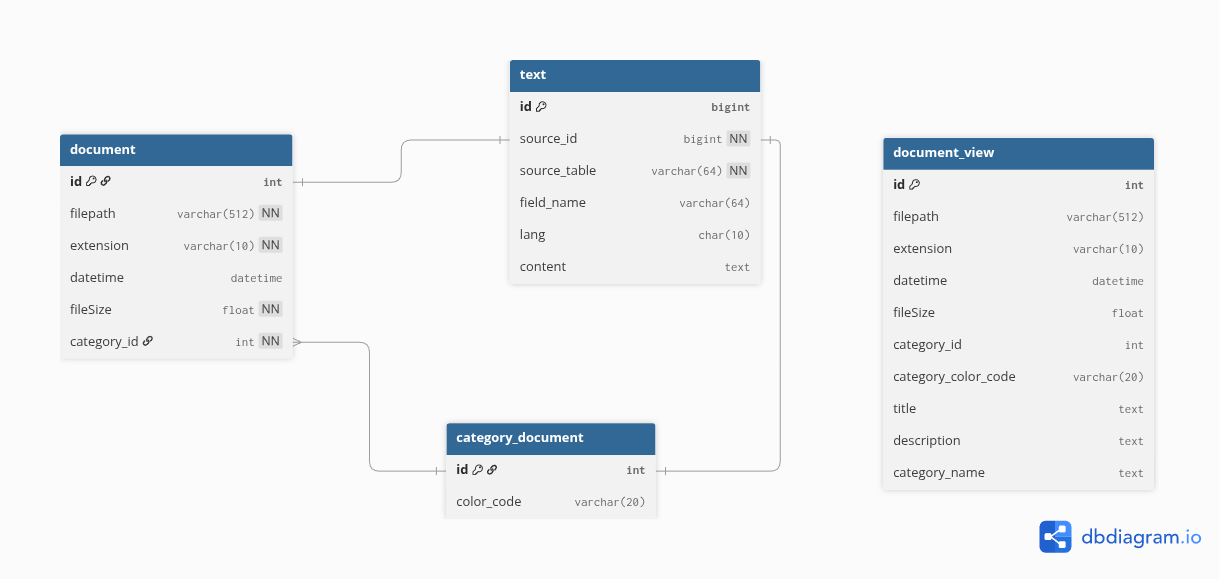 text
id bigint
source_id bigint NN
source_table varchar(64) NN
field_name varchar(64)
lang char(10)
content text
document
id int
filepath varchar(512) NN
extension varchar(10) NN
datetime datetime
fileSize float NN
category_id int NN
category_document
id int
color_code varchar(20)
document_view
id int
filepath varchar(512)
extension varchar(10)
datetime datetime
fileSize float
category_id int
category_color_code varchar(20)
title text
description text
category_name text
dbdiagram.io